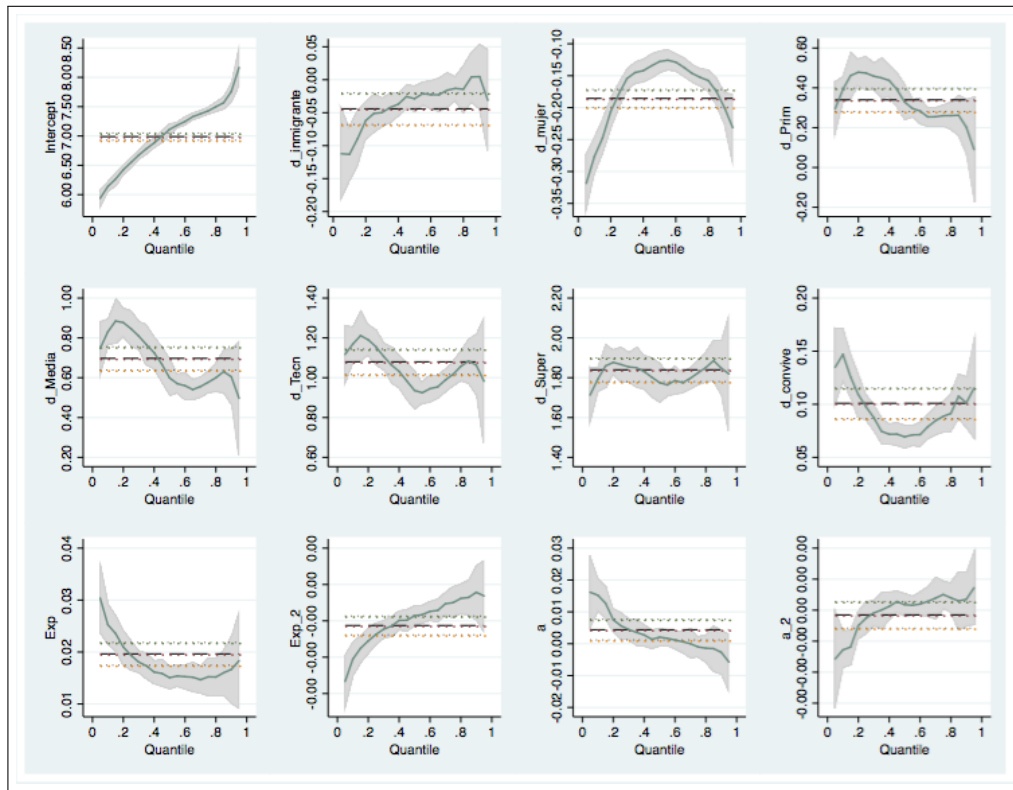 Intercept
6.00 6.50 7.00 7.50 8.00 8.50
0 .2 .4 .6 .8 1
Quantile
d_inmigrante
-0.20 -0.15 -0.10 -0.05 0.00 0.05
0 .2 .4 .6 .8 1
Quantile
d_mujer
-0.35 -0.30 -0.25 -0.20 -0.15 -0.10
0 .2 .4 .6 .8 1
Quantile
d_Prim
-0.20 0.00 0.20 0.40 0.60
0 .2 .4 .6 .8 1
Quantile
d_Media
0.20 0.40 0.60 0.80 1.00
0 .2 .4 .6 .8 1
Quantile
d_Tecn
0.60 0.80 1.00 1.20 1.40
0 .2 .4 .6 .8 1
Quantile
d_Super
1.40 1.60 1.80 2.00 2.20
0 .2 .4 .6 .8 1
Quantile
d_convive
0.05 0.10 0.15 0.20
0 .2 .4 .6 .8 1
Quantile
Exp
0.01 0.02 0.03 0.04
0 .2 .4 .6 .8 1
Quantile
Exp_2
-0.00 -0.00 -0.00 0.00 0.00
0 .2 .4 .6 .8 1
Quantile
a
-0.02 -0.01 0.00 0.01 0.02 0.03
0 .2 .4 .6 .8 1
Quantile
a_2
-0.00 -0.00 -0.00 -0.00 0.00 0.00
0 .2 .4 .6 .8 1
Quantile